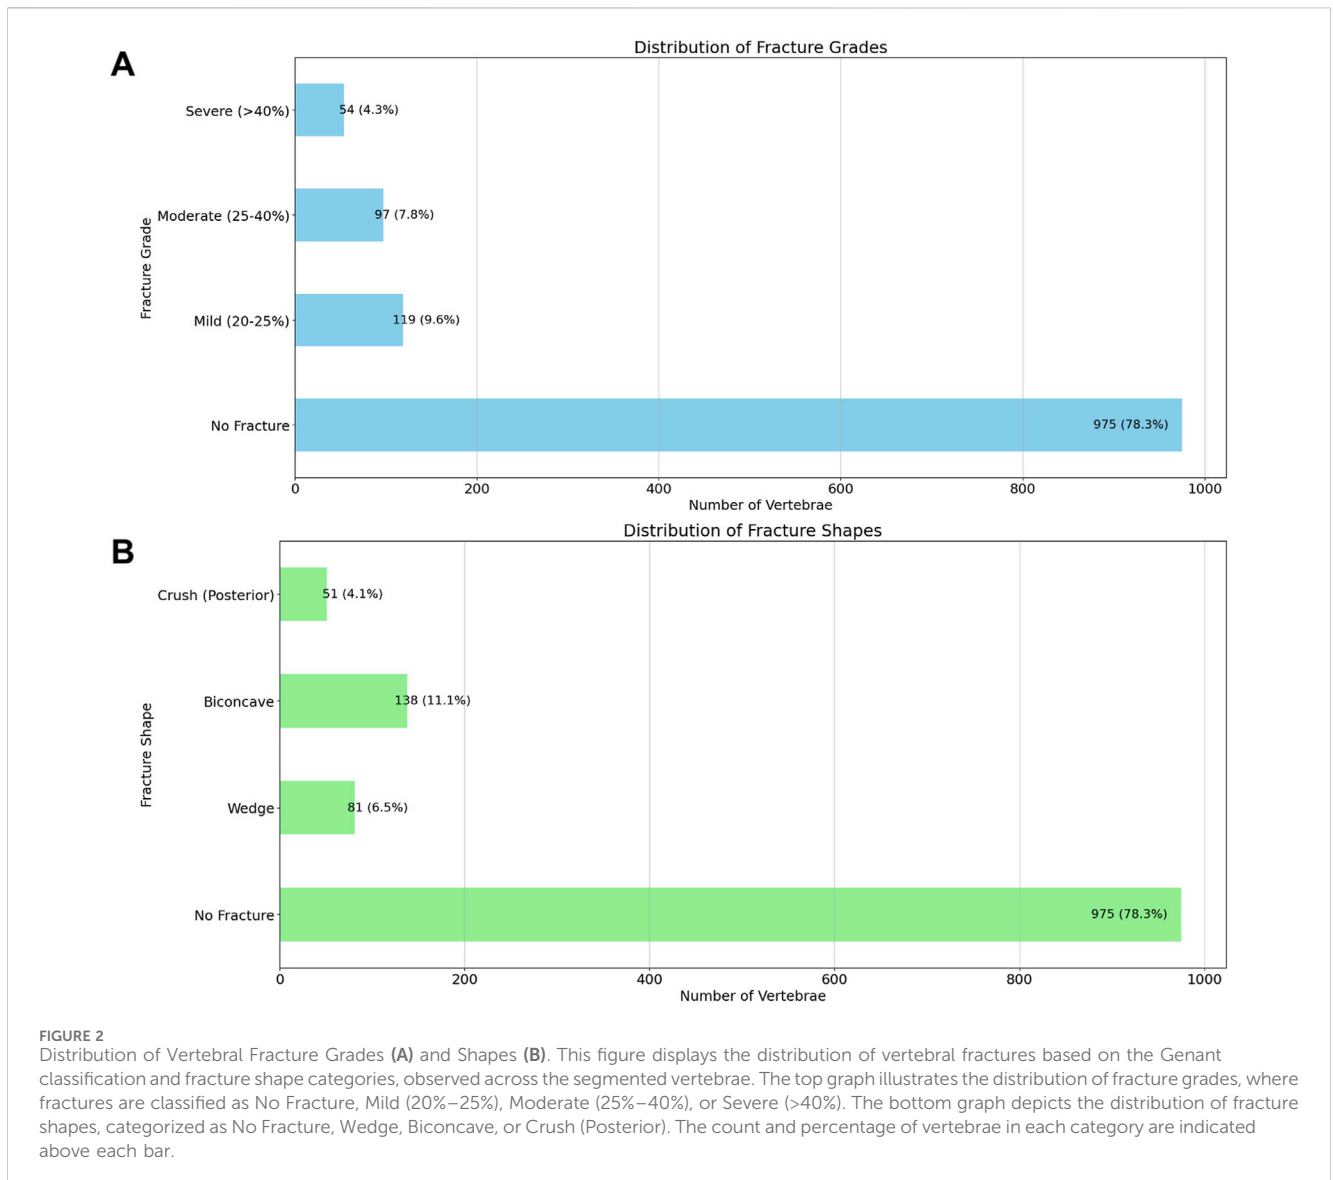 A
Distribution of Fracture Grades
Severe (>40%)
54 (4.3%)
Moderate (25-40%)
97 (7.8%)
Mild (20-25%)
119 (9.6%)
No Fracture
975 (78.3%)
Fracture Grade
0 200 400 600 800 1000
Number of Vertebrae
B
Distribution of Fracture Shapes
Crush (Posterior)
51 (4.1%)
Biconcave
138 (11.1%)
Wedge
81 (6.5%)
No Fracture
975 (78.3%)
Fracture Shape
0 200 400 600 800 1000
Number of Vertebrae
FIGURE 2
Distribution of Vertebral Fracture Grades (A) and Shapes (B). This figure displays the distribution of vertebral fractures based on the Genant
classification and fracture shape categories, observed across the segmented vertebrae. The top graph illustrates the distribution of fracture grades, where
fractures are classified as No Fracture, Mild (20%–25%), Moderate (25%–40%), or Severe (>40%). The bottom graph depicts the distribution of fracture
shapes, categorized as No Fracture, Wedge, Biconcave, or Crush (Posterior). The count and percentage of vertebrae in each category are indicated
above each bar.